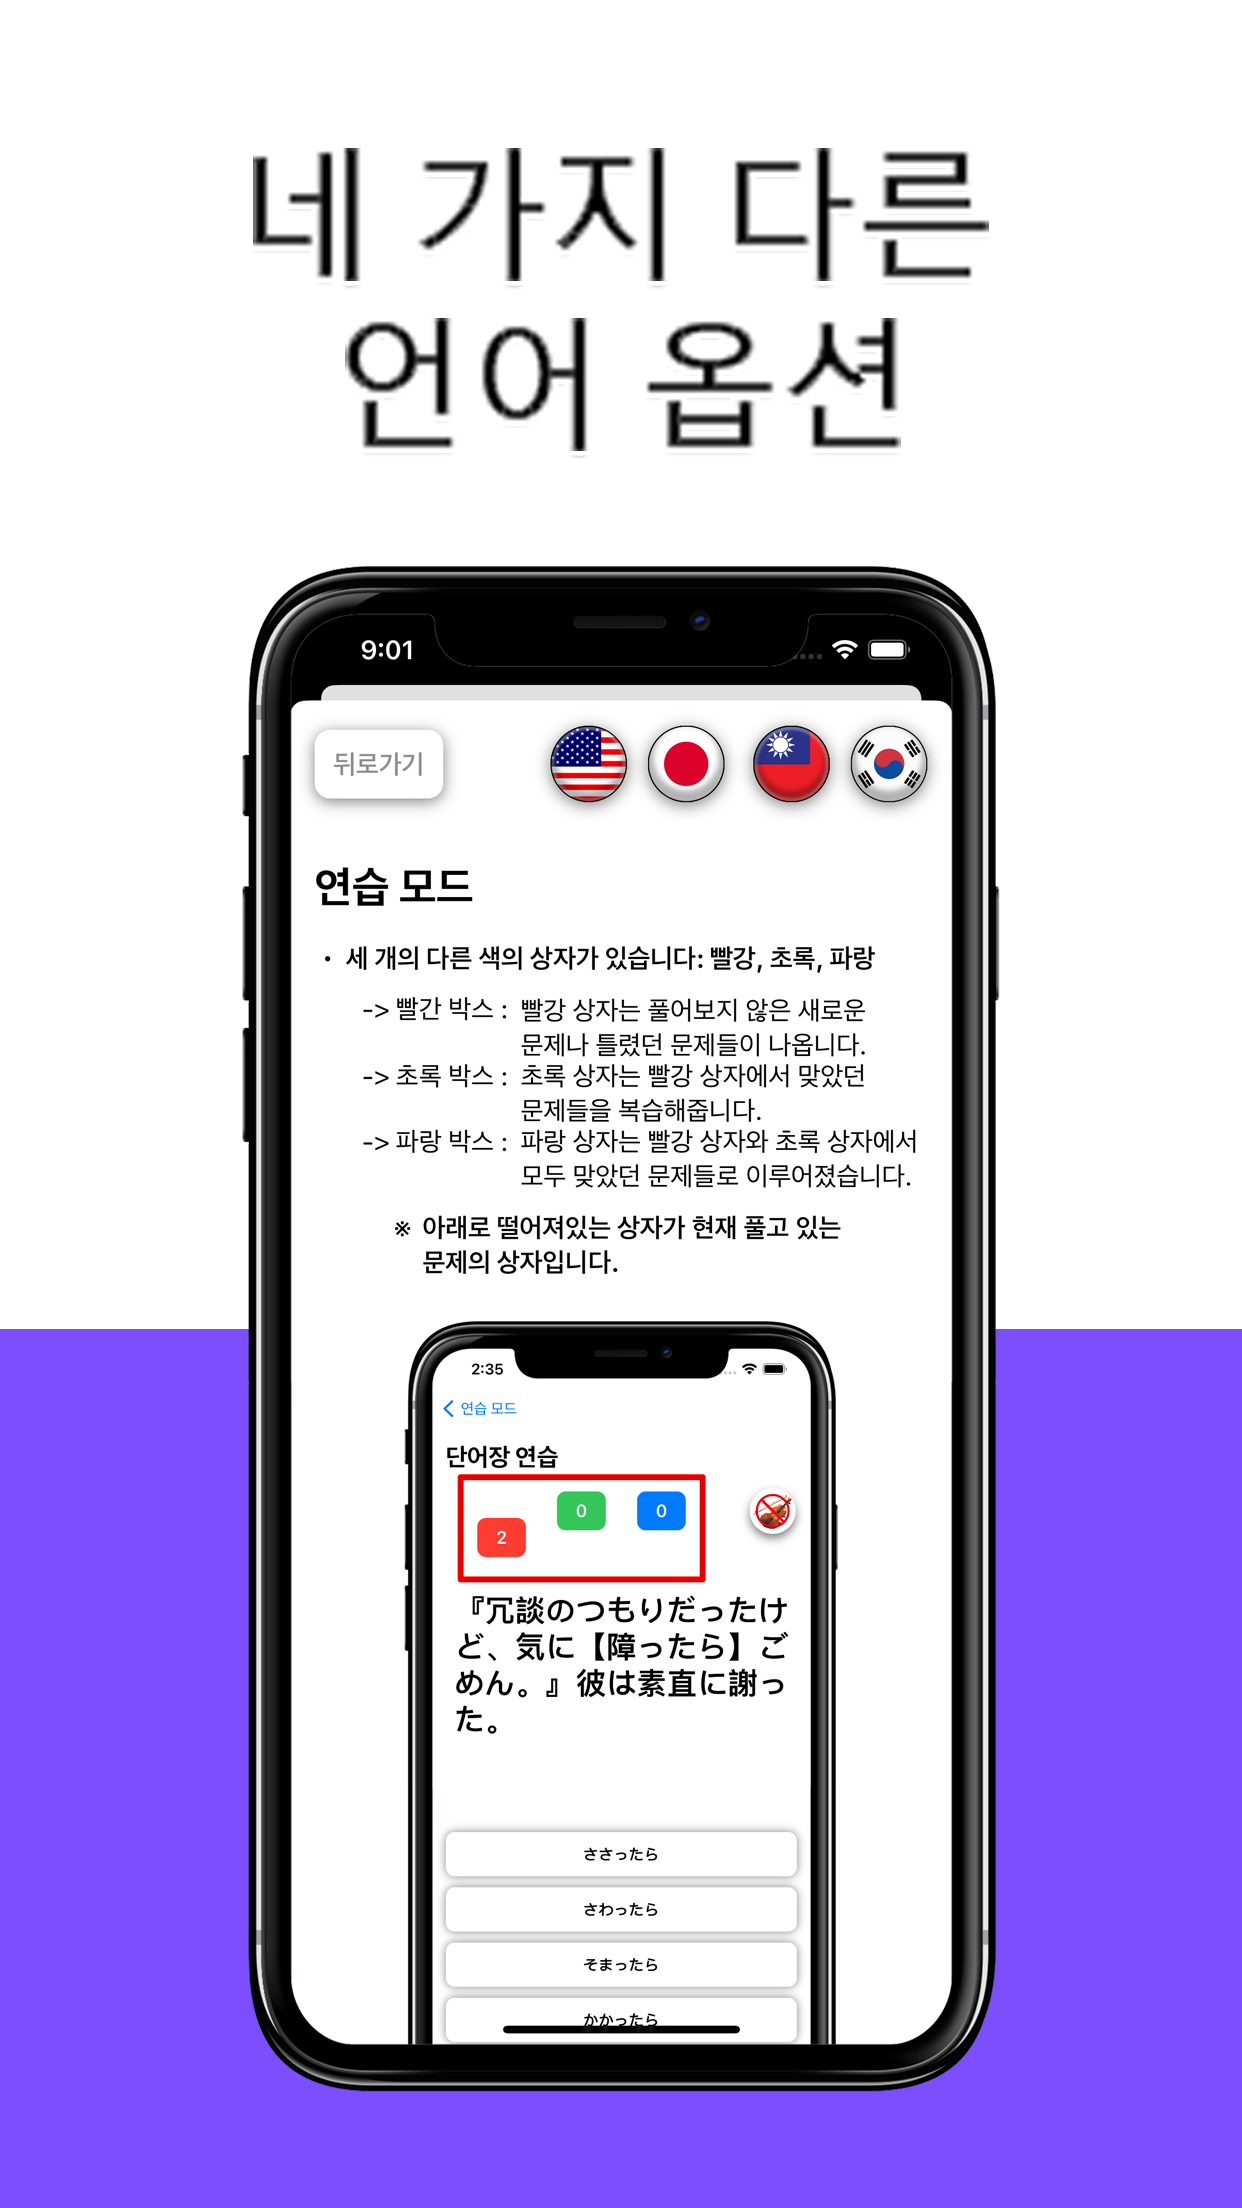 네 가지 다른
언어 옵션
9:01
뒤로가기
연습 모드
• 세 개의 다른 색의 상자가 있습니다: 빨강, 초록, 파랑
-> 빨간 박스 : 빨강 상자는 풀어보지 않은 새로운
문제나 틀렸던 문제들이 나옵니다.
-> 초록 박스 : 초록 상자는 빨강 상자에서 맞았던
문제들을 복습해줍니다.
-> 파랑 박스 : 파랑 상자는 빨강 상자와 초록 상자에서
모두 맞았던 문제들로 이루어졌습니다.
※ 아래로 떨어져있는 상자가 현재 풀고 있는
문제의 상자입니다.
2:35
연습 모드
단어장 연습
2 0 0
『冗談のつもりだったけ
ど、気に【障ったら】ご
めん。』彼は素直に謝っ
た。
ささったら
さわったら
そまったら
かかったら